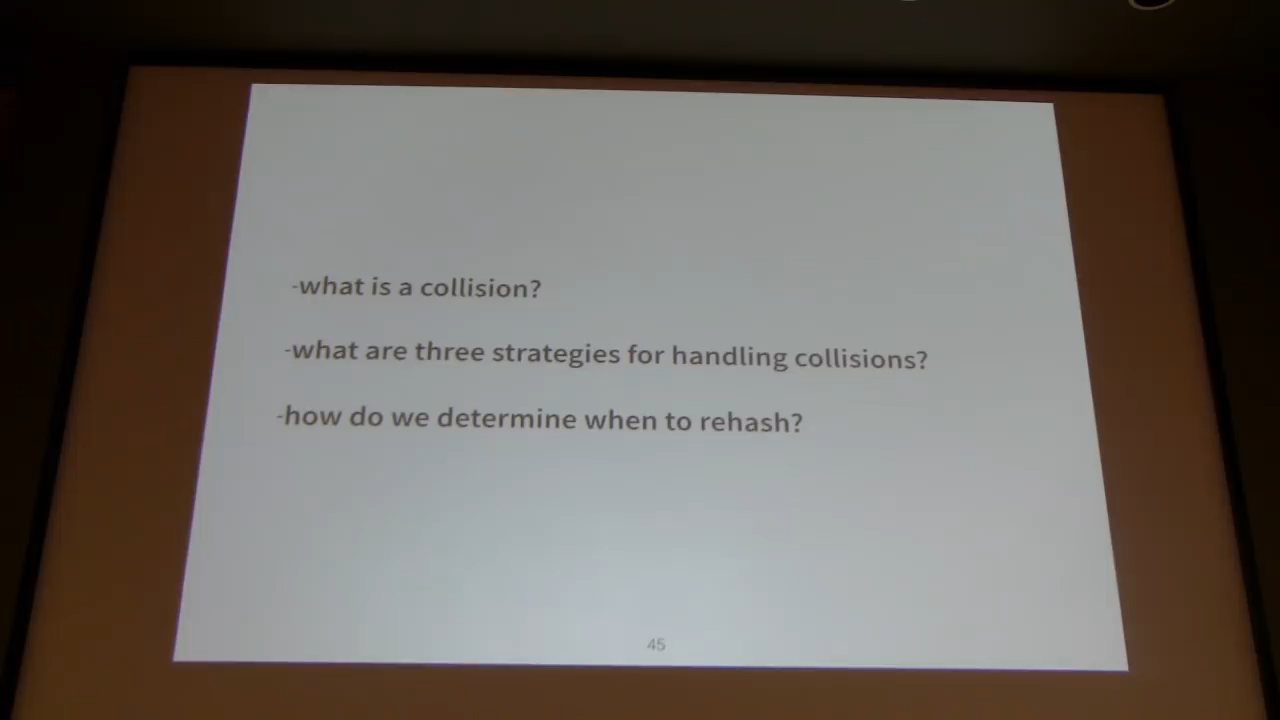 -what is a collision?
-what are three strategies for handling collisions?
-how do we determine when to rehash?
45